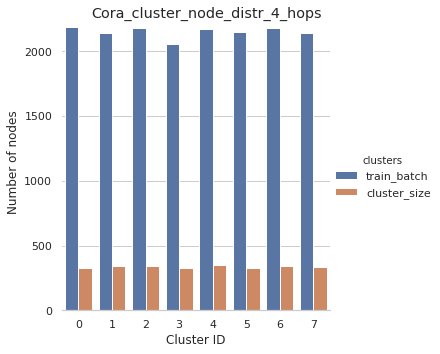 Cora_cluster_node_distr_4_hops
Number of nodes
2000
1500
1000
500
0
0 1 2 3 4 5 6 7
Cluster ID
clusters
train_batch
cluster_size